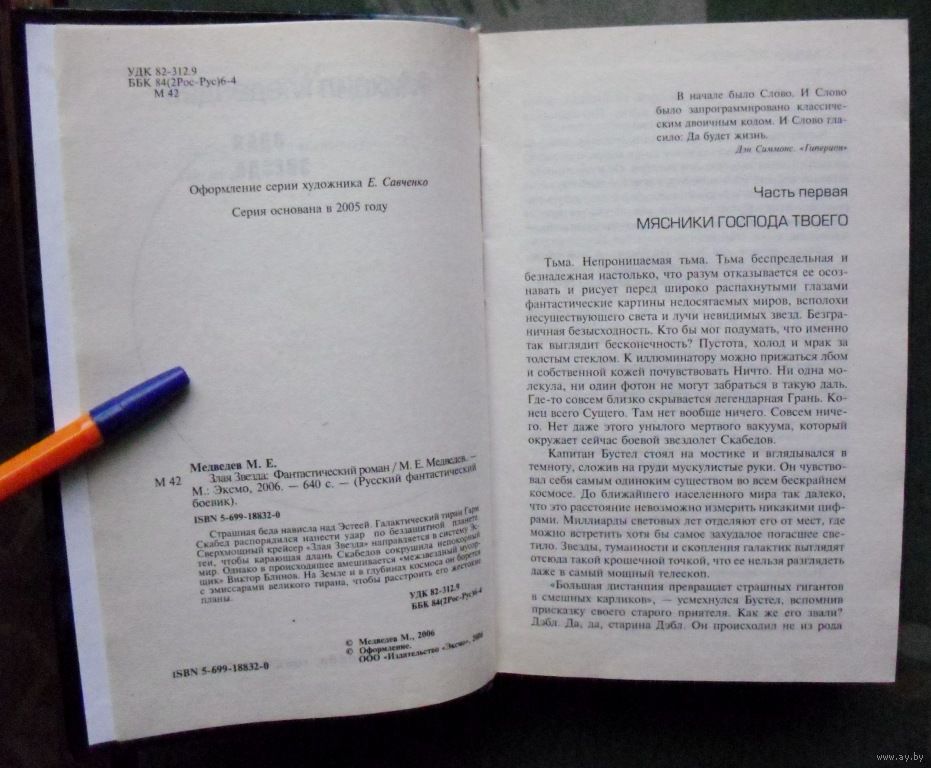 УДК 82-312.9
ББК 84(2Рос-Рус)6-4
М 42
Оформление серии художника Е. Савченко
Серия основана в 2005 году
Медведев М. Е.
М 42 Злая Звезда: Фантастический роман / М. Е. Медведев. —
М.: Эксмо, 2006. — 640 с. — (Русский фантастический
боевик).
ISBN 5-699-18832-0
Страшная беда нависла над Эстеей. Галактический тиран Гари
Скабед распорядился нанести удар по беззащитной планете.
Сверхмощный крейсер «Злая Звезда» направляется в систему Эс-
теи, чтобы карающая длань Скабедов сокрушила непокорный
мир. Однако в происходящее вмешивается «межзвездный мусор-
щик» Виктор Блинов. На Земле и в глубинах космоса он борется
с эмиссарами великого тирана, чтобы расстроить его жестокие
планы.
УДК 82-312.9
ББК 84(2Рос-Рус)6-4
© Медведев М., 2006
© Оформление.
ООО «Издательство «Эксмо», 2006
ISBN 5-699-18832-0
В начале было Слово. И Слово
было запрограммировано классиче-
ским двоичным кодом. И Слово гла-
сило: Да будет жизнь.
Дэн Симмонс. «Гиперион»
Часть первая
МЯСНИКИ ГОСПОДА ТВОЕГО
Тьма. Непроницаемая тьма. Тьма беспредельная и
безналежная настолько, что разум отказывается ее осоз-
навать и рисует перед широко распахнутыми глазами
фантастические картины недосягаемых миров, всполохи
несуществующего света и лучи невидимых звезд. Безгра-
ничная безысходность. Кто бы мог подумать, что именно
так выглядит бесконечность? Пустота, холод и мрак за
толстым стеклом. К иллюминатору можно прижаться лбом
и собственной кожей почувствовать Ничто. Ни одна мо-
лекула, ни один фотон не могут забраться в такую даль.
Где-то совсем близко скрывается легендарная Грань. Ко-
нец всего Сущего. Там нет вообще ничего. Совсем ниче-
го. Нет даже этого унылого мертвого вакуума, который
окружает сейчас боевой звездолет Скабедов.
Капитан Бустел стоял на мостике и вглядывался в
темноту, сложив на груди мускулистые руки. Он чувство-
вал себя самым одиноким существом во всем бескрайнем
космосе. До ближайшего населенного мира так далеко,
что это расстояние невозможно измерить никакими циф-
рами. Миллиарды световых лет отделяют его от мест, где
можно встретить хотя бы самое захудалое погасшее све-
тило. Звезды, туманности и скопления галактик выглядят
отсюда такой крошечной точкой, что ее нельзя разглядеть
даже в самый мощный телескоп.
«Большая дистанция превращает страшных гигантов
в смешных карликов», — усмехнулся Бустел, вспомнив
присказку своего старого приятеля. Как же его звали?
Дэбл. Да, да, старина Дэбл. Он происходил не из рода
www.ay.by